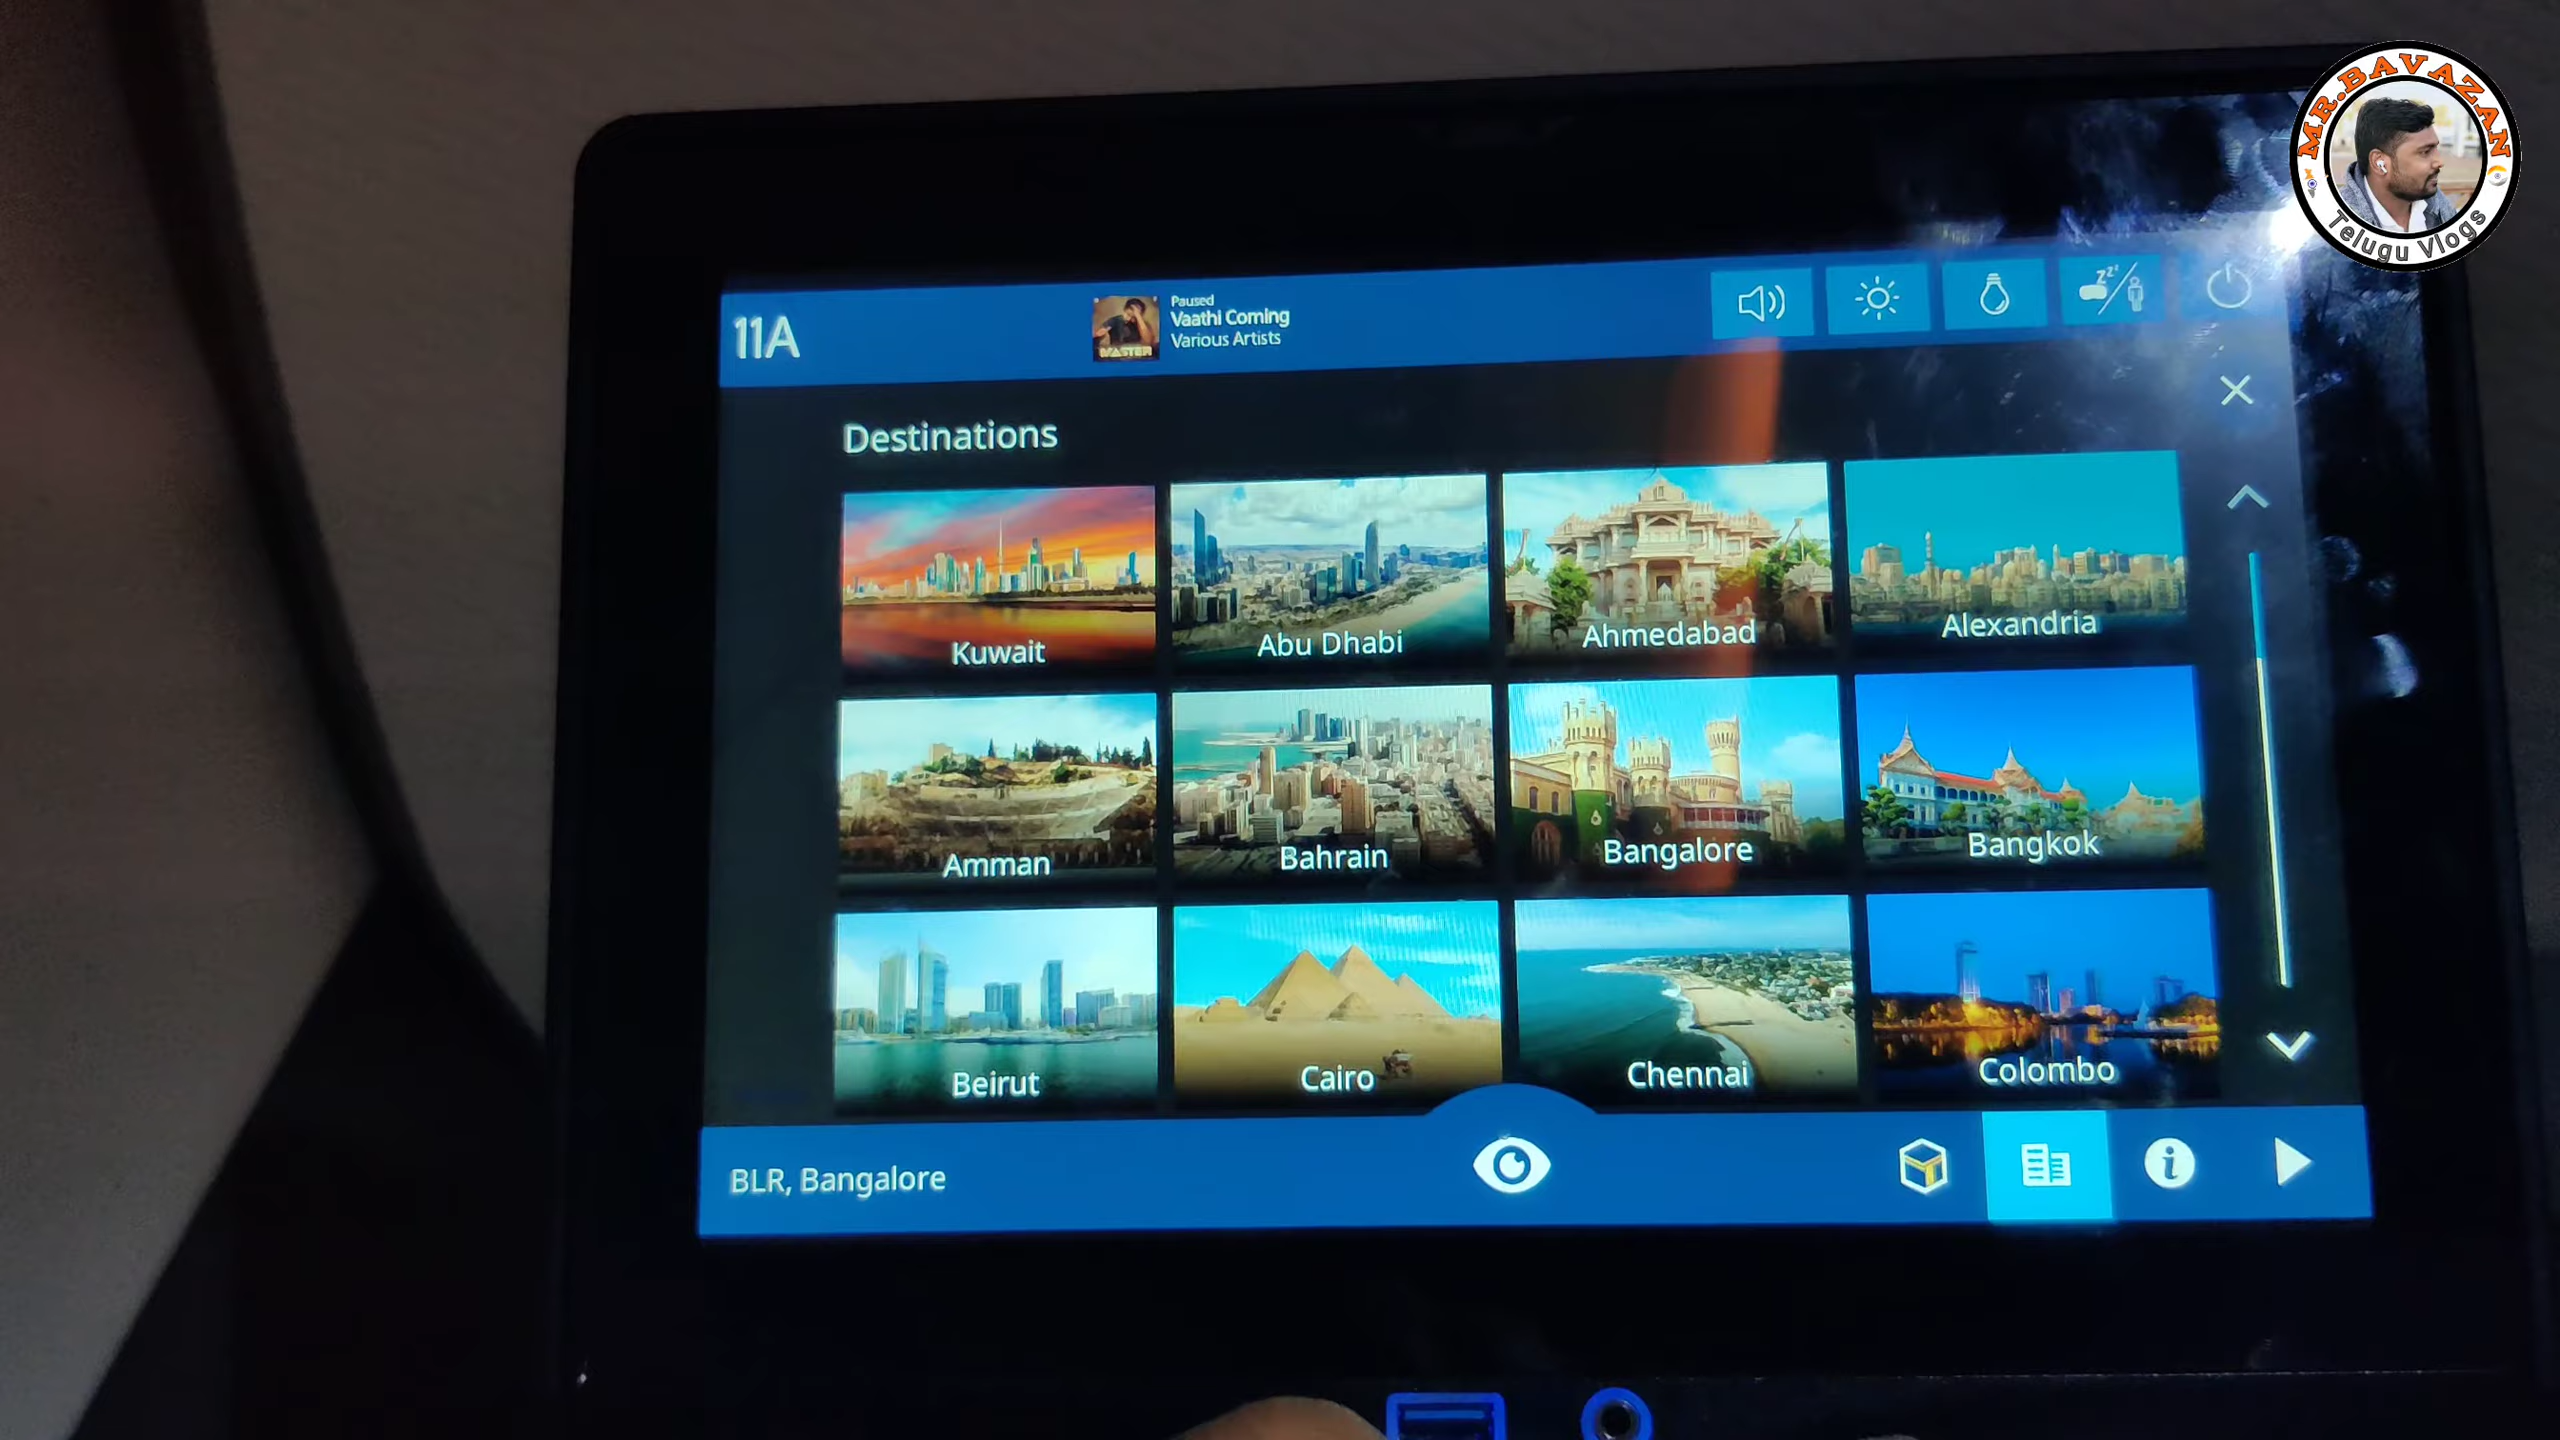 MR.BAVAZAN
Telugu Vlogs
11A
Paused
Vaathi Coming
Various Artists
MASTER
Destinations
Kuwait
Abu Dhabi
Ahmedabad
Alexandria
Amman
Bahrain
Bangalore
Bangkok
Beirut
Cairo
Chennai
Colombo
BLR, Bangalore